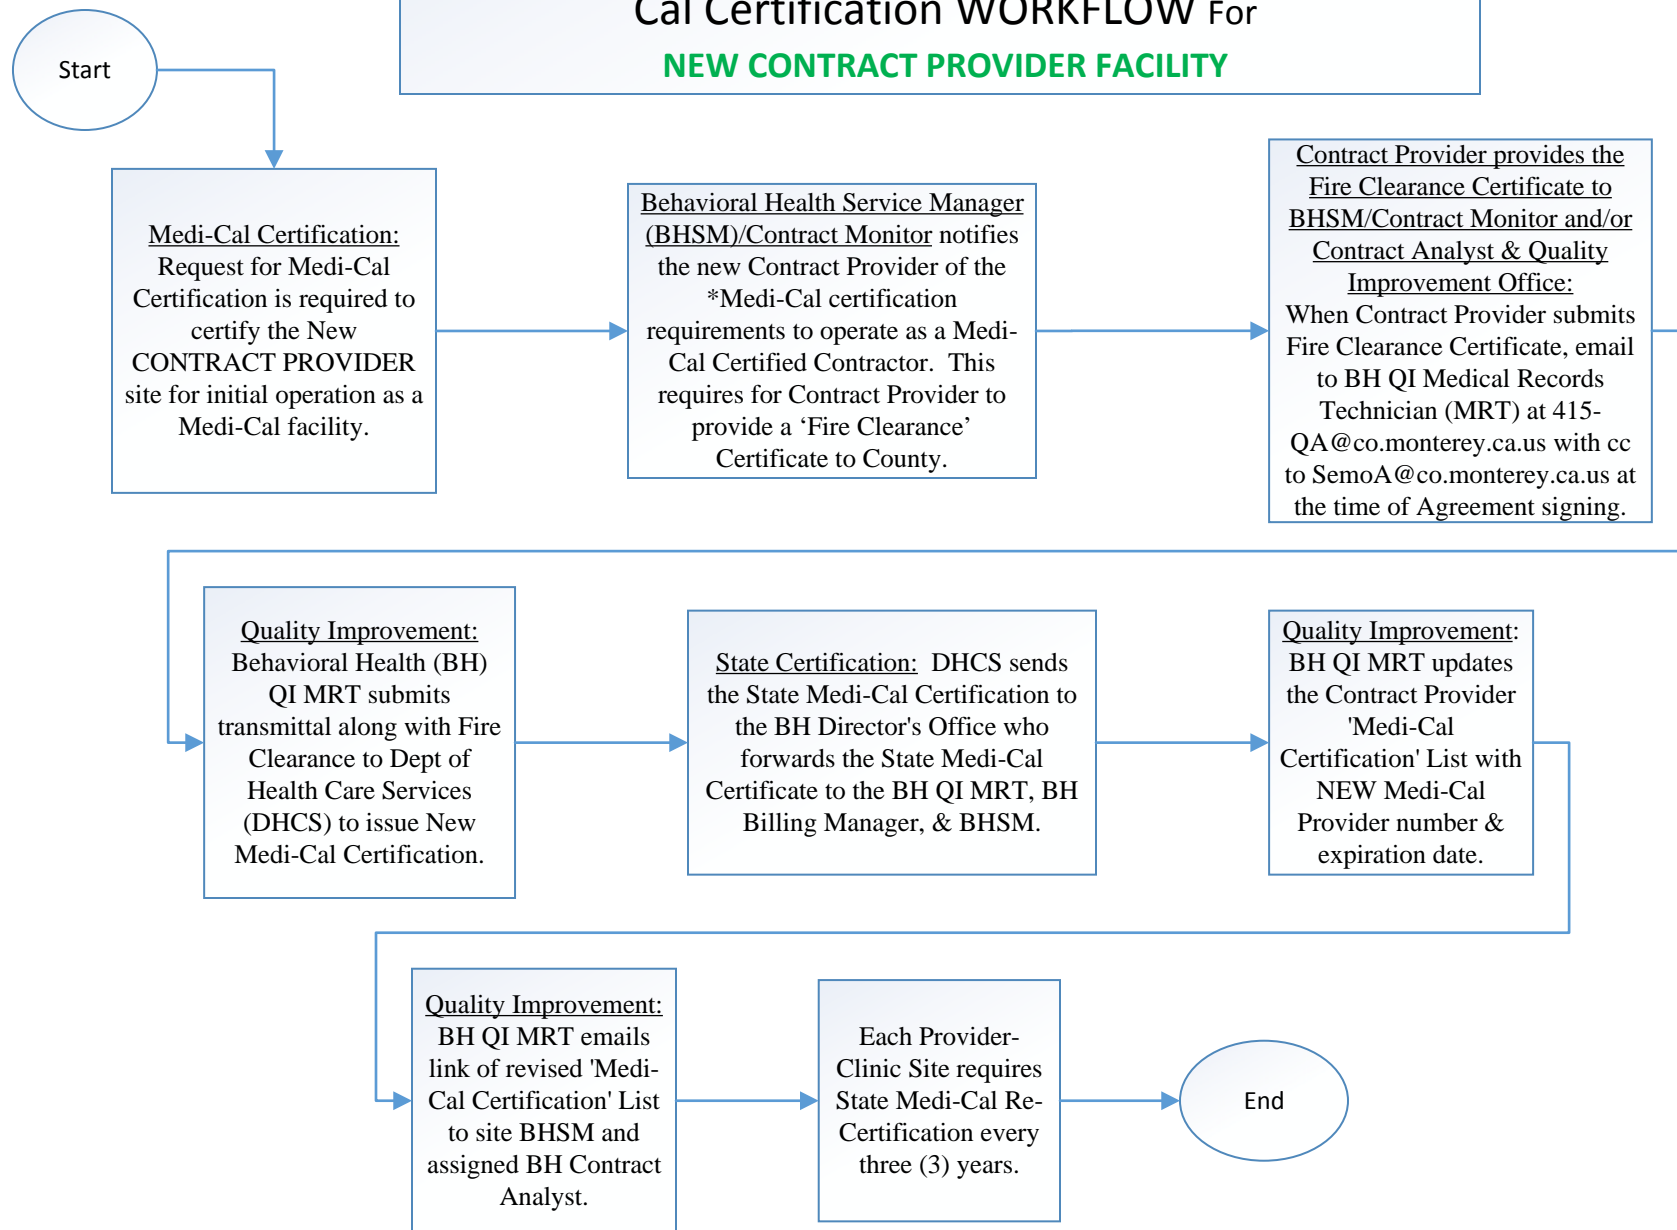 Cal Certification WORKFLOW For
NEW CONTRACT PROVIDER FACILITY
Start
Medi-Cal Certification:
Request for Medi-Cal
Certification is required to
certify the New
CONTRACT PROVIDER
site for initial operation as a
Medi-Cal facility.
Behavioral Health Service Manager
(BHSM)/Contract Monitor notifies
the new Contract Provider of the
*Medi-Cal certification
requirements to operate as a Medi-
Cal Certified Contractor.  This
requires for Contract Provider to
provide a ‘Fire Clearance’
Certificate to County.
Contract Provider provides the
Fire Clearance Certificate to
BHSM/Contract Monitor and/or
Contract Analyst & Quality
Improvement Office:
When Contract Provider submits
Fire Clearance Certificate, email
to BH QI Medical Records
Technician (MRT) at 415-
QA@co.monterey.ca.us with cc
to SemoA@co.monterey.ca.us at
the time of Agreement signing.
Quality Improvement:
Behavioral Health (BH)
QI MRT submits
transmittal along with Fire
Clearance to Dept of
Health Care Services
(DHCS) to issue New
Medi-Cal Certification.
State Certification:  DHCS sends
the State Medi-Cal Certification to
the BH Director's Office who
forwards the State Medi-Cal
Certificate to the BH QI MRT, BH
Billing Manager, & BHSM.
Quality Improvement:
BH QI MRT updates
the Contract Provider
'Medi-Cal
Certification' List with
NEW Medi-Cal
Provider number &
expiration date.
Quality Improvement:
BH QI MRT emails
link of revised 'Medi-
Cal Certification' List
to site BHSM and
assigned BH Contract
Analyst.
Each Provider-
Clinic Site requires
State Medi-Cal Re-
Certification every
three (3) years.
End